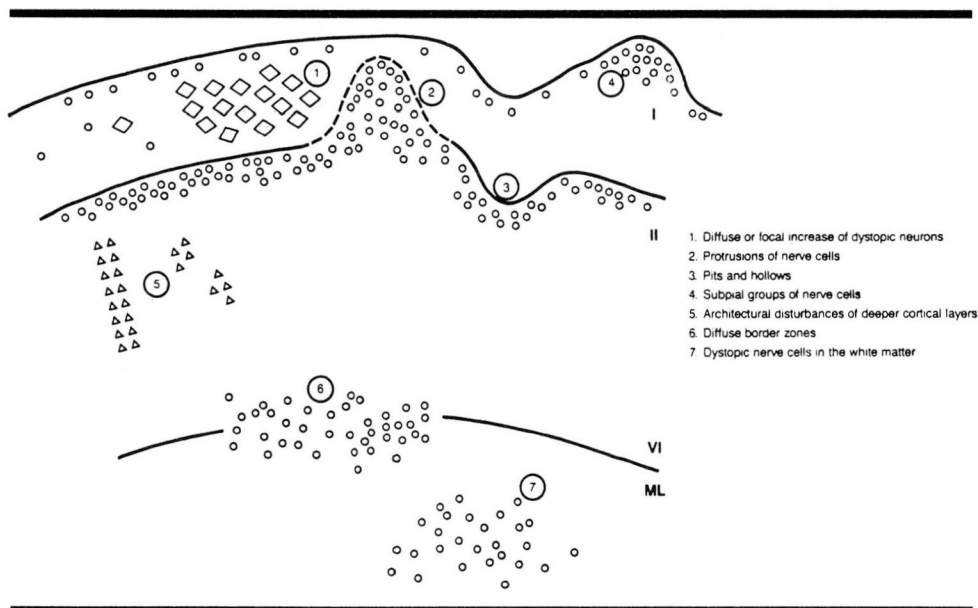 1
2
4
I
3
II
1. Diffuse or focal increase of dystopic neurons
2. Protrusions of nerve cells
3. Pits and hollows
4. Subpial groups of nerve cells
5. Architectural disturbances of deeper cortical layers
6. Diffuse border zones
7. Dystopic nerve cells in the white matter
5
6
VI
ML
7